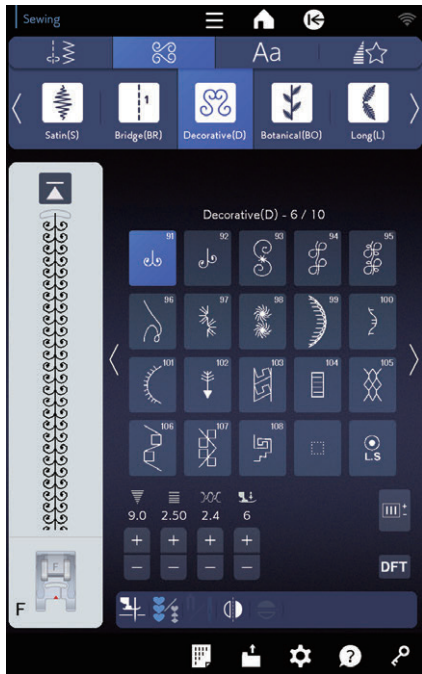 Sewing
Aa
1
Satin(S) Bridge(BR) Decorative(D) Botanical(BO) Long(L)
Decorative(D) - 6 / 10
91 92 93 94 95
96 97 98 99 100
101 102 103 104 105
106 107 108
L.S
9.0 2.50 2.4 6
+ + + +
− − − −
DFT
F
F
?